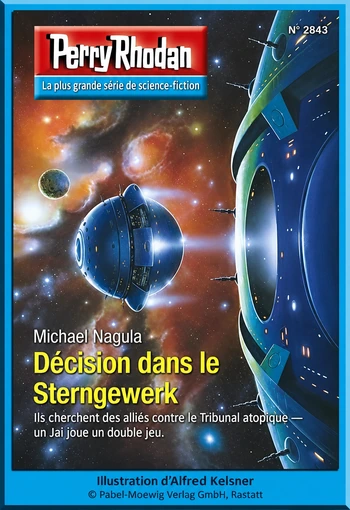 Perry Rhodan
N° 2843
La plus grande série de science-fiction
Michael Nagula
Décision dans le
Sterngewerk
Ils cherchent des alliés contre le Tribunal atopique —
un Jai joue un double jeu.
Illustration d'Alfred Kelsner
© Pabel-Moewig Verlag GmbH, Rastatt